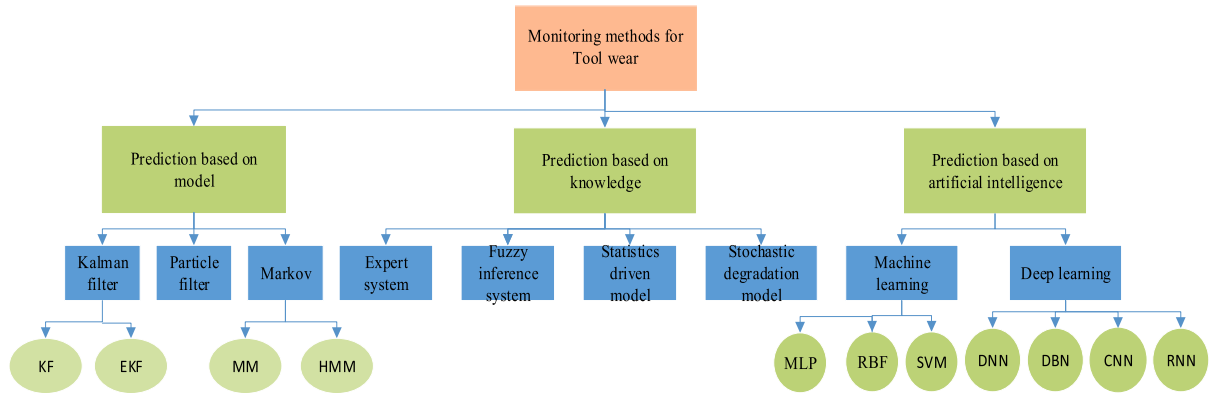 Monitoring methods for
Tool wear
Prediction based on
model
Prediction based on
knowledge
Prediction based on
artificial intelligence
Kalman
filter
Particle
filter
Markov
Expert
system
Fuzzy
inference
system
Statistics
driven
model
Stochastic
degradation
model
Machine
learning
Deep learning
KF
EKF
MM
HMM
MLP
RBF
SVM
DNN
DBN
CNN
RNN